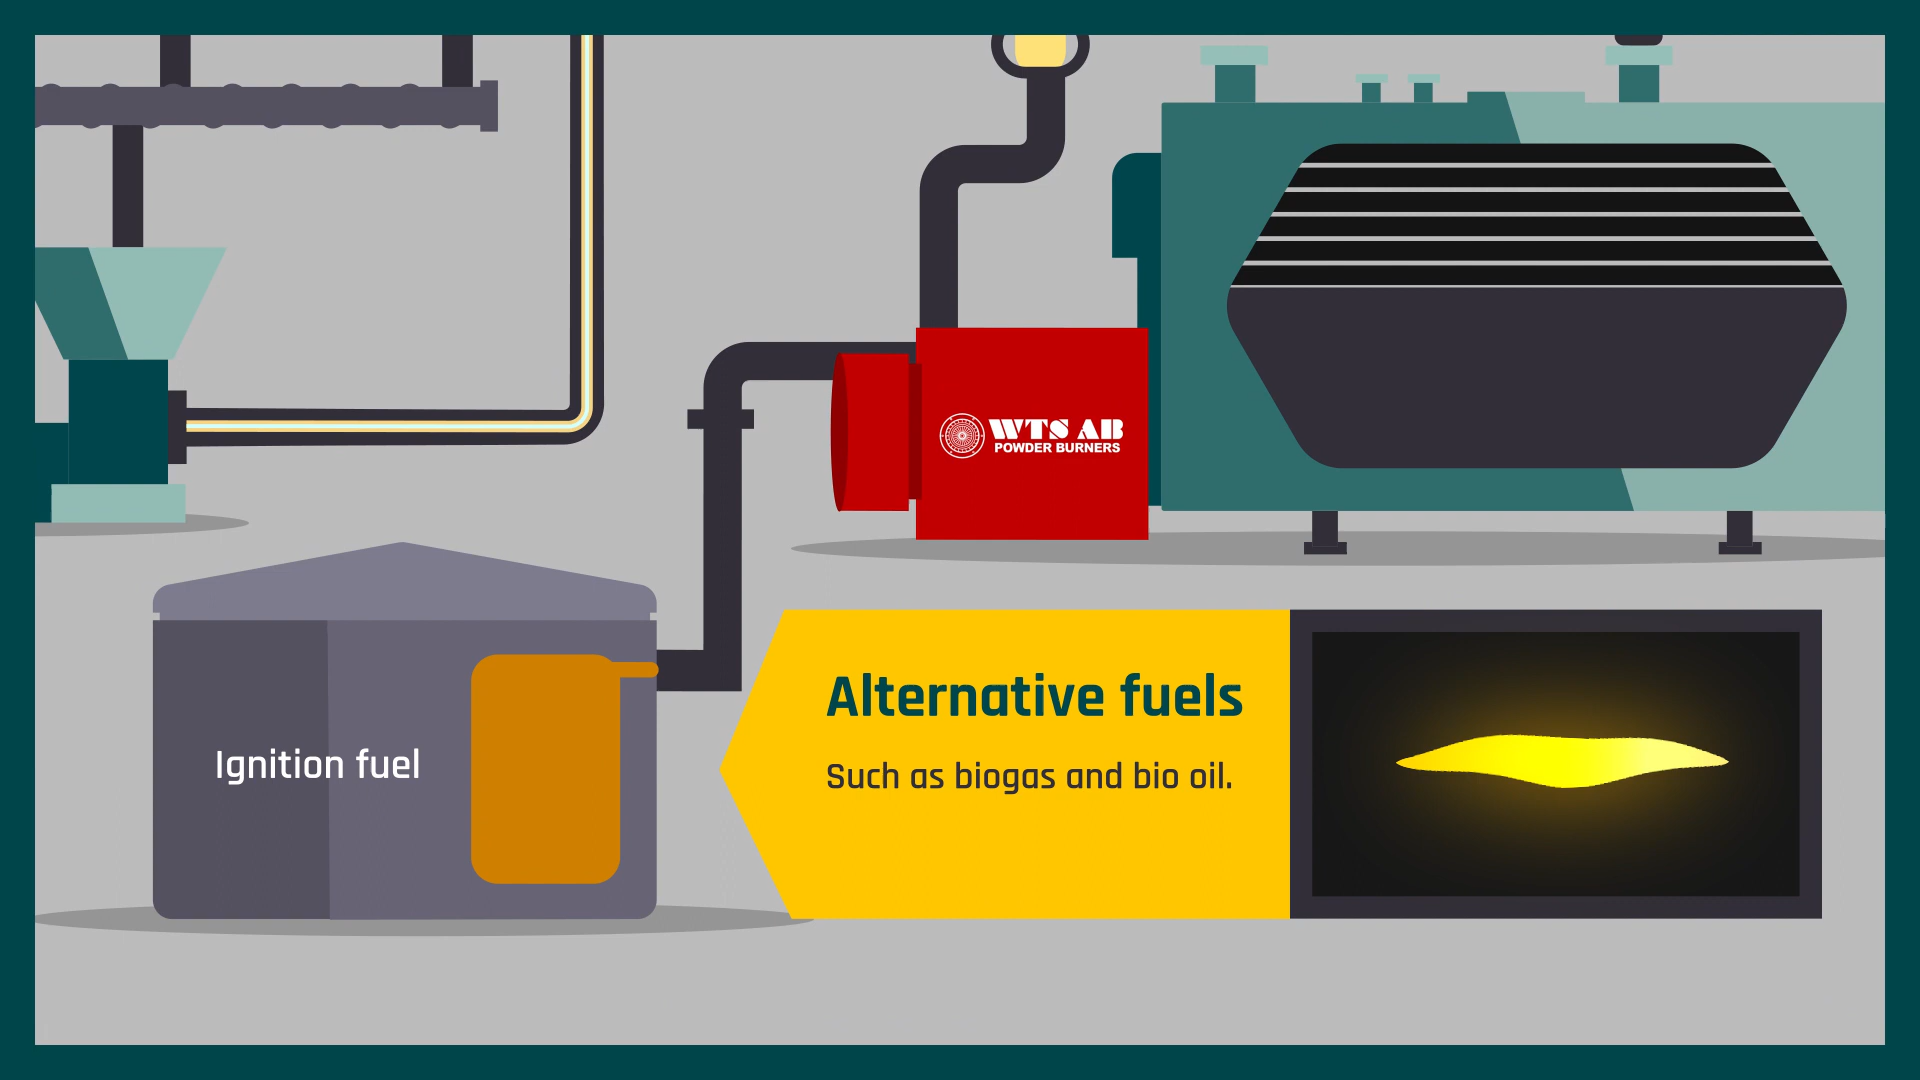 WTS AB
POWDER BURNERS
Alternative fuels
Such as biogas and bio oil.
Ignition fuel